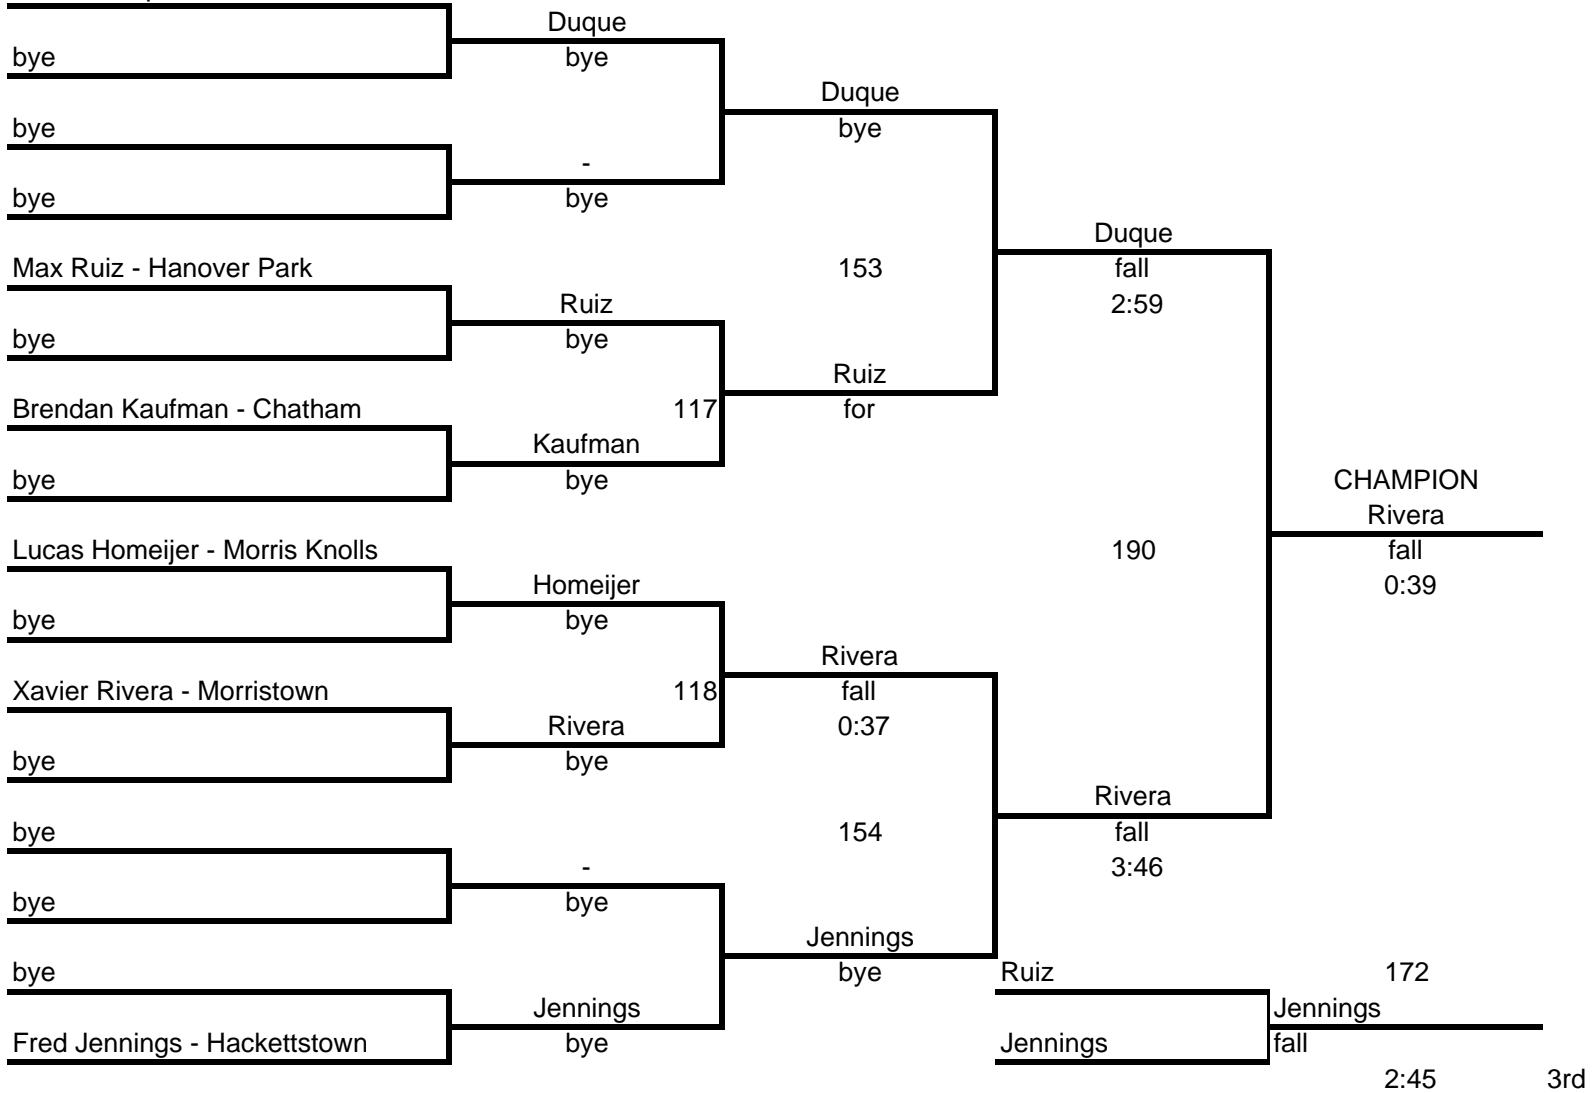 Duque
bye bye
Duque
bye bye
-
bye bye
Duque
Max Ruiz - Hanover Park 153 fall
Ruiz 2:59
bye bye
Ruiz
Brendan Kaufman - Chatham 117 for
Kaufman
bye bye CHAMPION
Rivera
Lucas Homeijer - Morris Knolls 190 fall
Homeijer 0:39
bye bye
Rivera
Xavier Rivera - Morristown 118 fall
Rivera 0:37
bye bye
Rivera
bye 154 fall
- 3:46
bye bye
Jennings
bye bye Ruiz 172
Jennings Jennings
Fred Jennings - Hackettstown bye Jennings fall
2:45 3rd